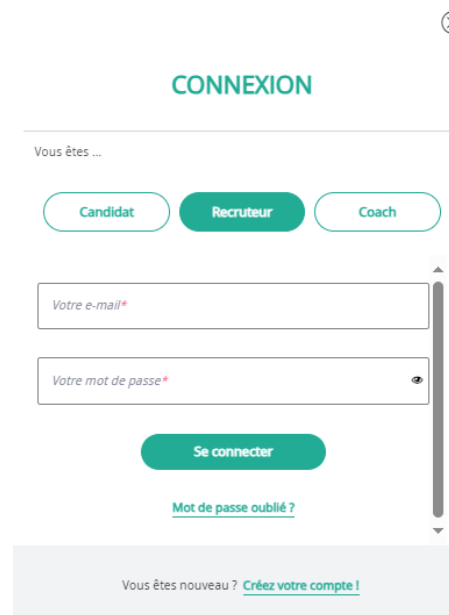 CONNEXION
Vous êtes ...
Candidat Recruteur Coach
Votre e-mail*
Votre mot de passe*
Se connecter
Mot de passe oublié ?
Vous êtes nouveau ? Créez votre compte !